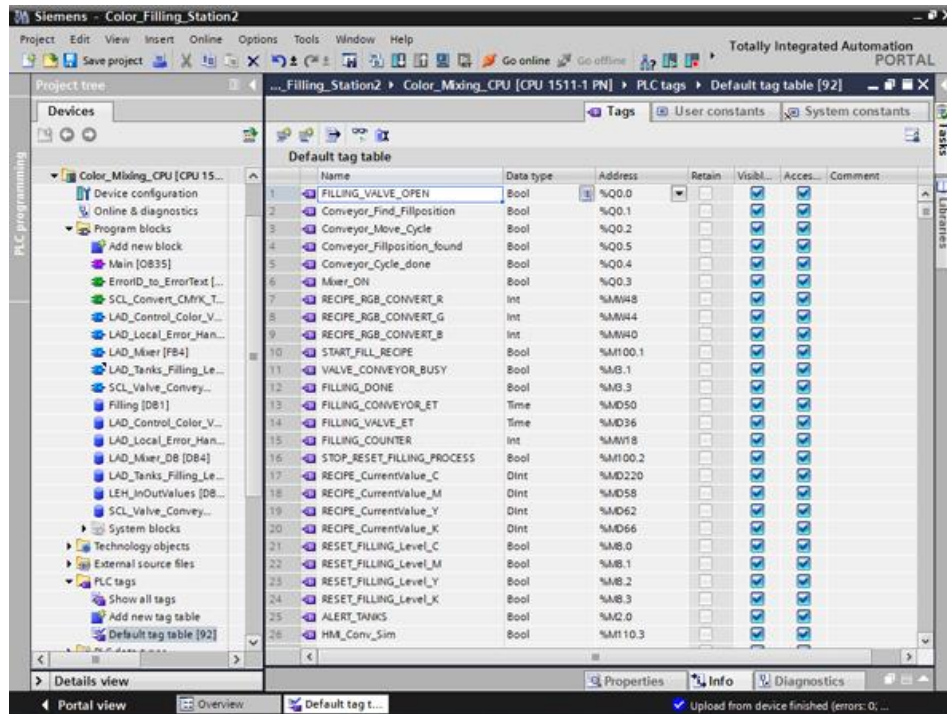 Siemens - Color_Filling_Station2
Project Edit View Insert Online Options Tools Window Help
Totally Integrated Automation
PORTAL
Save project Go online Go offline
Project tree
..._Filling_Station2 Color_Mixing_CPU [CPU 1511-1 PN] PLC tags Default tag table [92]
Devices
Tags User constants System constants
Default tag table
Name Data type Address Retain Visibl... Acces... Comment
1 FILLING_VALVE_OPEN Bool %Q0.0
2 Conveyor_Find_Fillposition Bool %Q0.1
3 Conveyor_Move_Cycle Bool %Q0.2
4 Conveyor_Fillposition_found Bool %Q0.5
5 Conveyor_Cycle_done Bool %Q0.4
6 Mixer_ON Bool %Q0.3
7 RECIPE_RGB_CONVERT_R Int %MW48
8 RECIPE_RGB_CONVERT_G Int %MW44
9 RECIPE_RGB_CONVERT_B Int %MW40
10 START_FILL_RECIPE Bool %M100.1
11 VALVE_CONVEYOR_BUSY Bool %M3.1
12 FILLING_DONE Bool %M3.3
13 FILLING_CONVEYOR_ET Time %MD50
14 FILLING_VALVE_ET Time %MD36
15 FILLING_COUNTER Int %MW18
16 STOP_RESET_FILLING_PROCESS Bool %M100.2
17 RECIPE_CurrentValue_C DInt %MD220
18 RECIPE_CurrentValue_M DInt %MD58
19 RECIPE_CurrentValue_Y DInt %MD62
20 RECIPE_CurrentValue_K DInt %MD66
21 RESET_FILLING_Level_C Bool %M8.0
22 RESET_FILLING_Level_M Bool %M8.1
23 RESET_FILLING_Level_Y Bool %M8.2
24 RESET_FILLING_Level_K Bool %M8.3
25 ALERT_TANKS Bool %M2.0
26 HMI_Conv_Sim Bool %M110.3
Color_Mixing_CPU [CPU 15...
Device configuration
Online & diagnostics
Program blocks
Add new block
Main [OB35]
ErrorID_to_ErrorText [...
SCL_Convert_CMYK_T...
LAD_Control_Color_V...
LAD_Local_Error_Han...
LAD_Mixer [FB4]
LAD_Tanks_Filling_Le...
SCL_Valve_Convey...
Filling [DB1]
LAD_Control_Color_V...
LAD_Local_Error_Han...
LAD_Mixer_DB [DB4]
LAD_Tanks_Filling_Le...
LEH_InOutValues [DB...
SCL_Valve_Convey...
System blocks
Technology objects
External source files
PLC tags
Show all tags
Add new tag table
Default tag table [92]
PLC programming
Tasks
Libraries
Details view
Properties Info Diagnostics
Portal view Overview Default tag t... Upload from device finished (errors: 0; ...